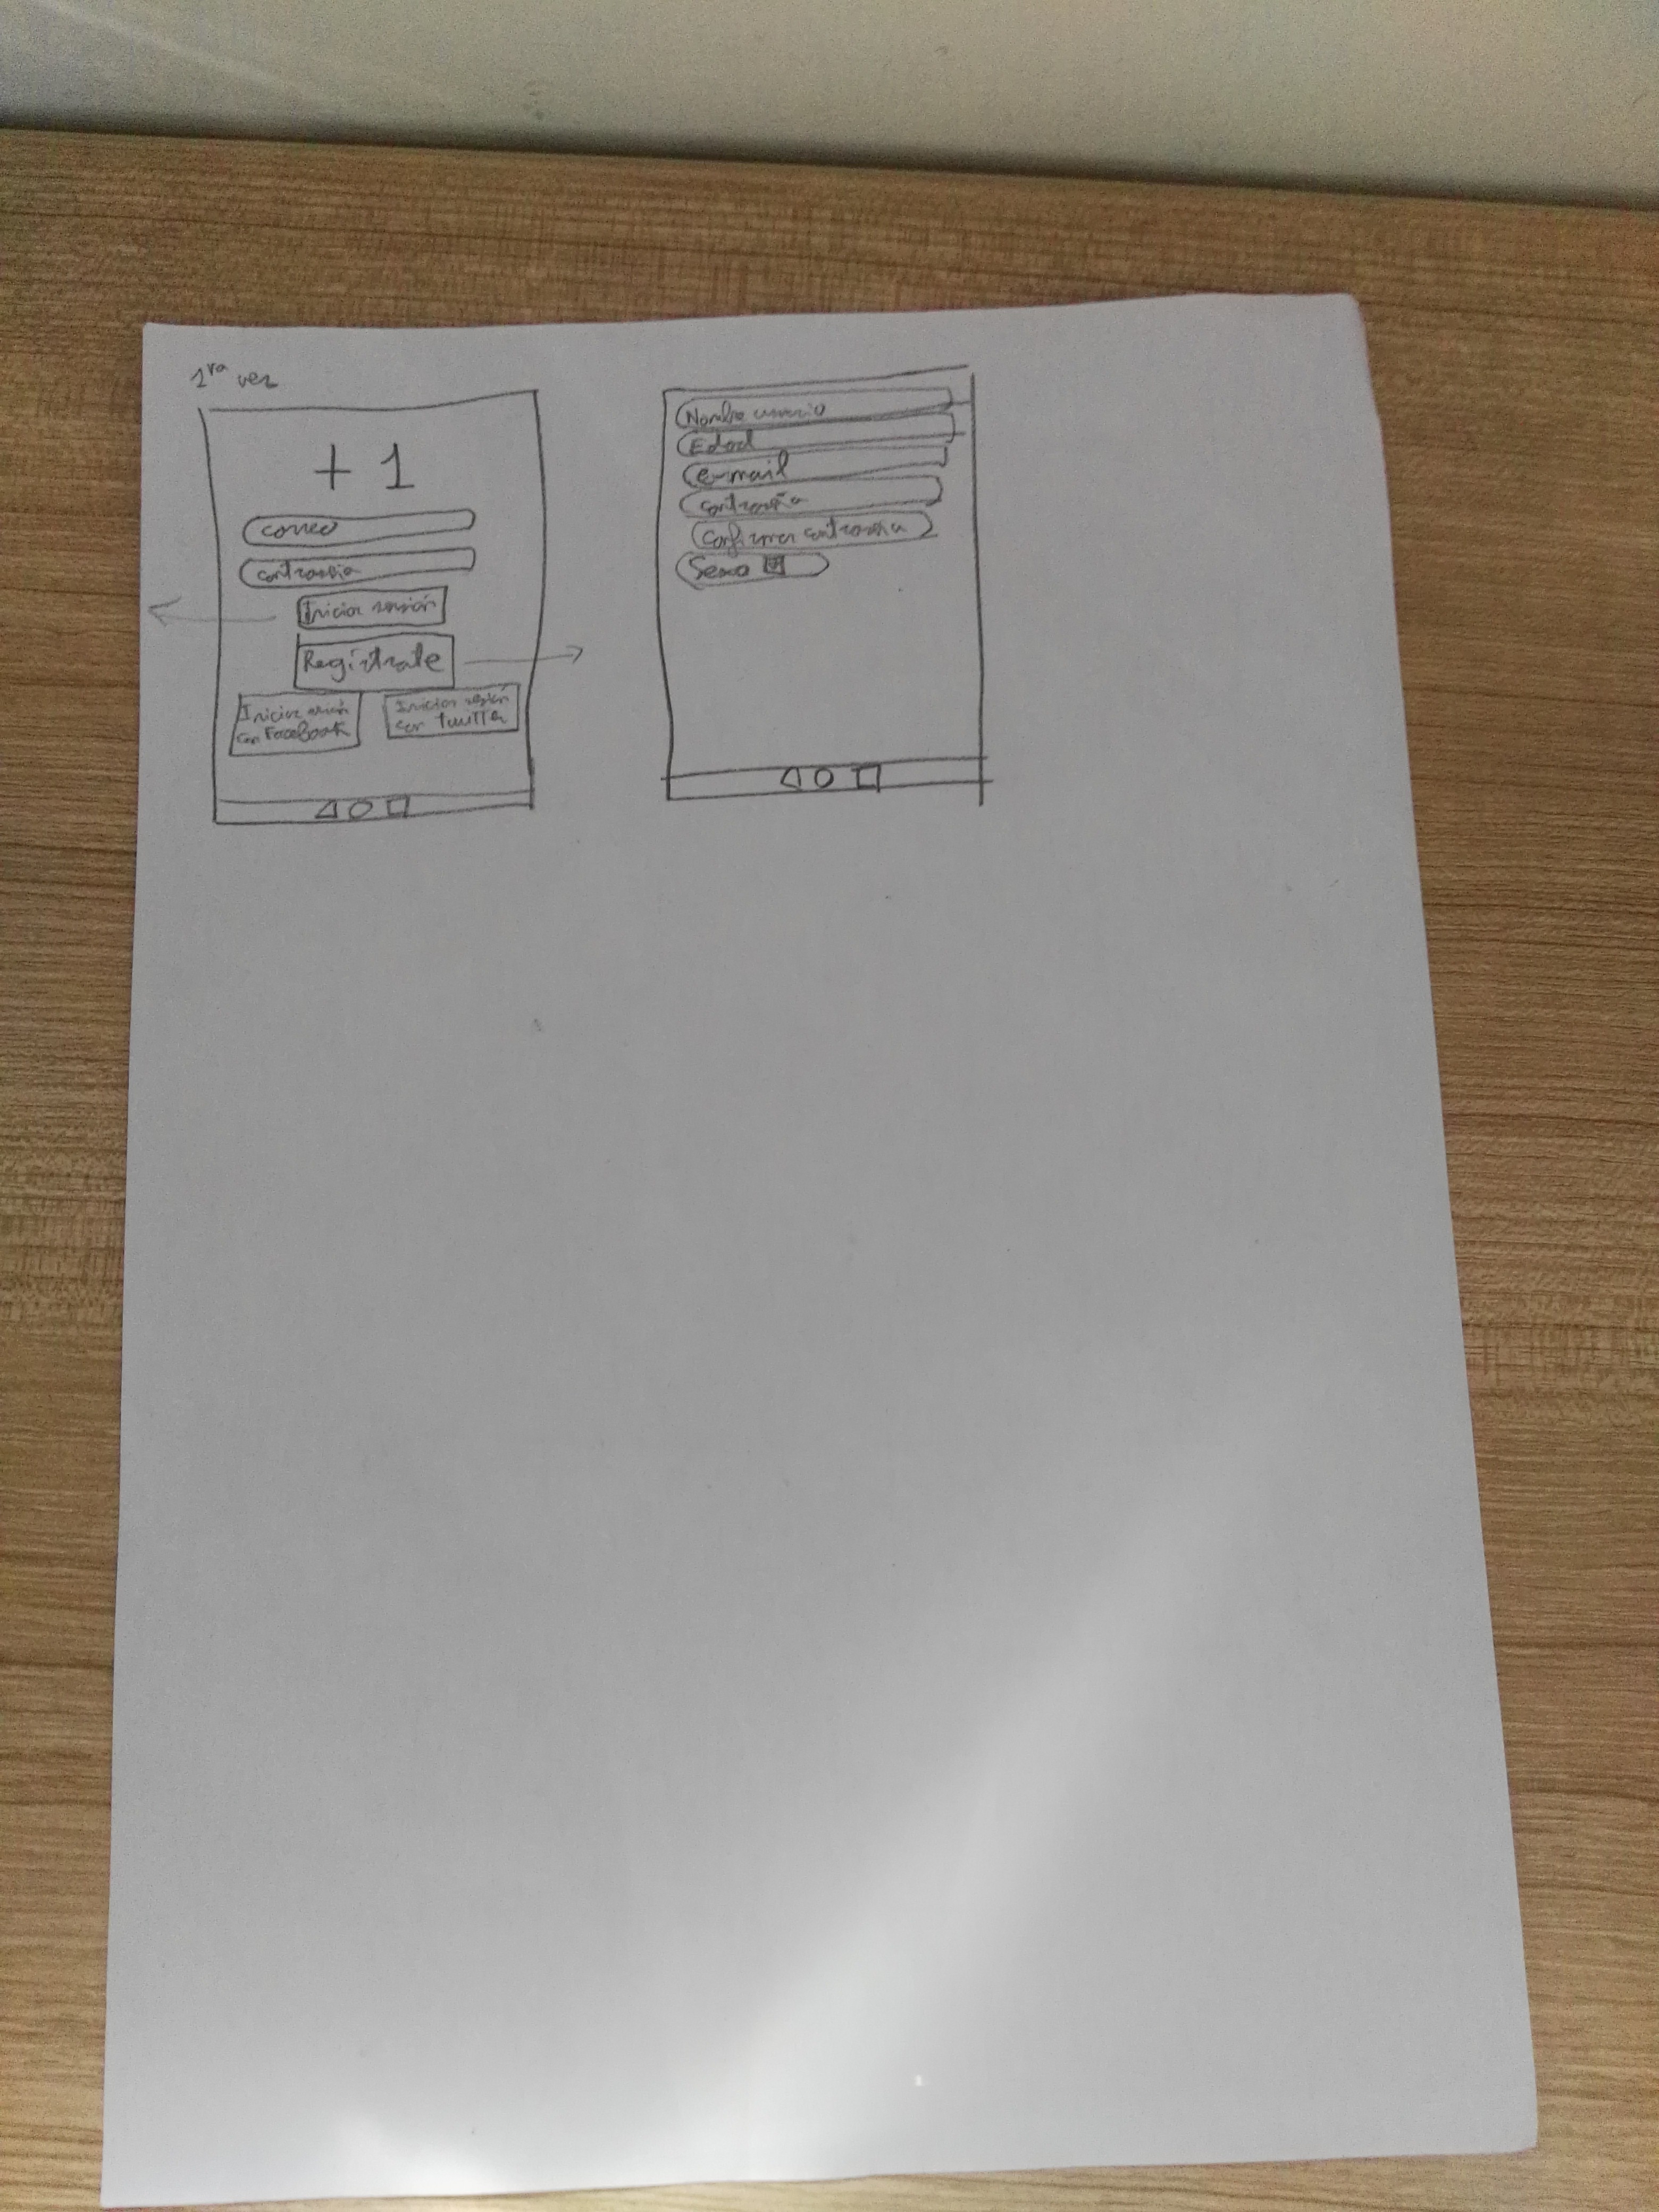 1ra vez
+ 1
correo
contraseña
Iniciar sesión
Regístrate
Iniciar sesión
con FaceBook
Iniciar sesión
con twitter
Nombre usuario
Edad
e-mail
contraseña
Confirmar contraseña
Sexo